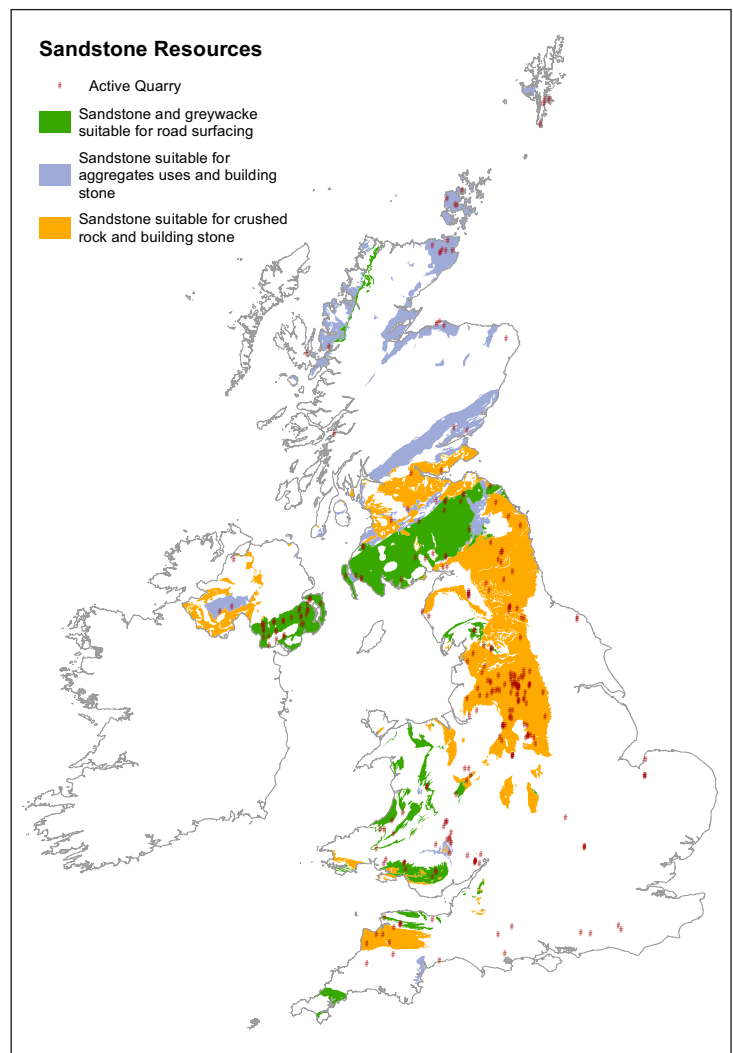 Sandstone Resources
# Active Quarry
Sandstone and greywacke
suitable for road surfacing
Sandstone suitable for
aggregates uses and building
stone
Sandstone suitable for crushed
rock and building stone